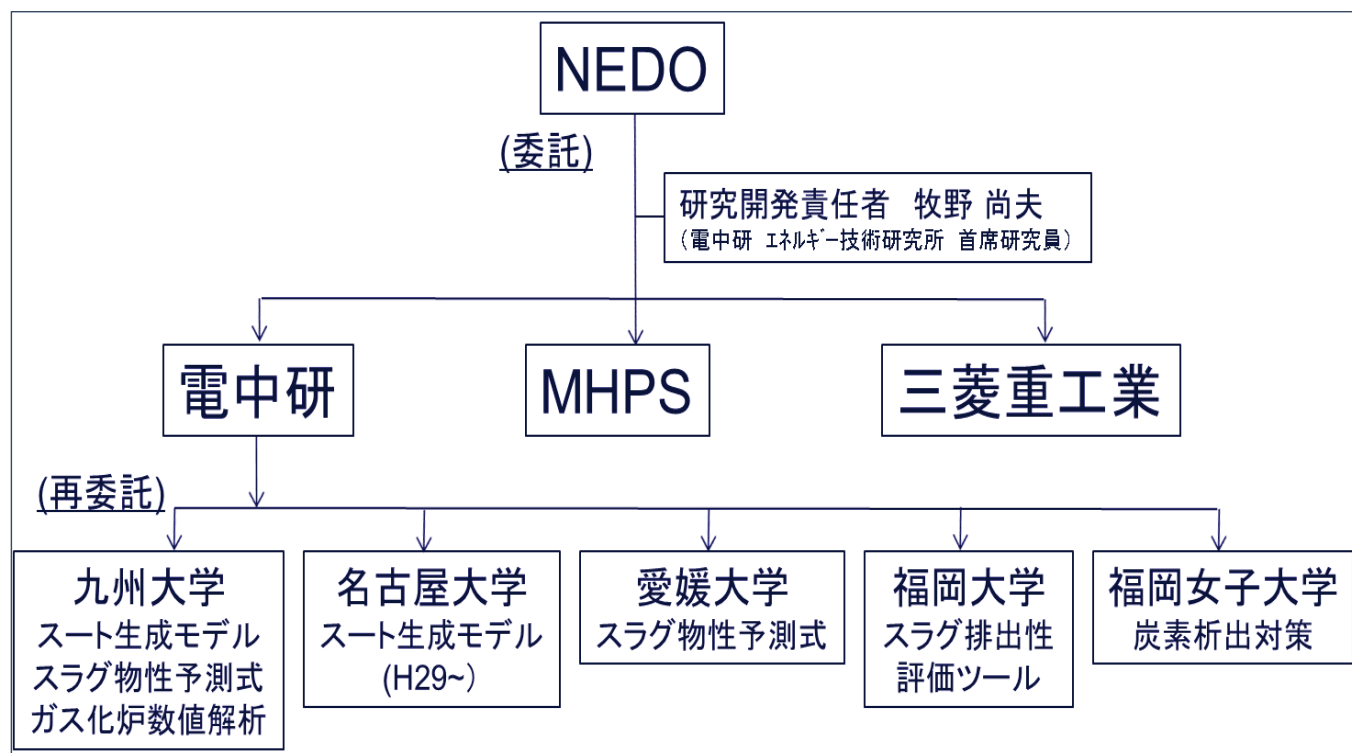 NEDO
(委託)
研究開発責任者 牧野 尚夫
(電中研 エネルギー技術研究所 首席研究員)
電中研
MHPS
三菱重工業
(再委託)
九州大学
スート生成モデル
スラグ物性予測式
ガス化炉数値解析
名古屋大学
スート生成モデル
(H29~)
愛媛大学
スラグ物性予測式
福岡大学
スラグ排出性
評価ツール
福岡女子大学
炭素析出対策